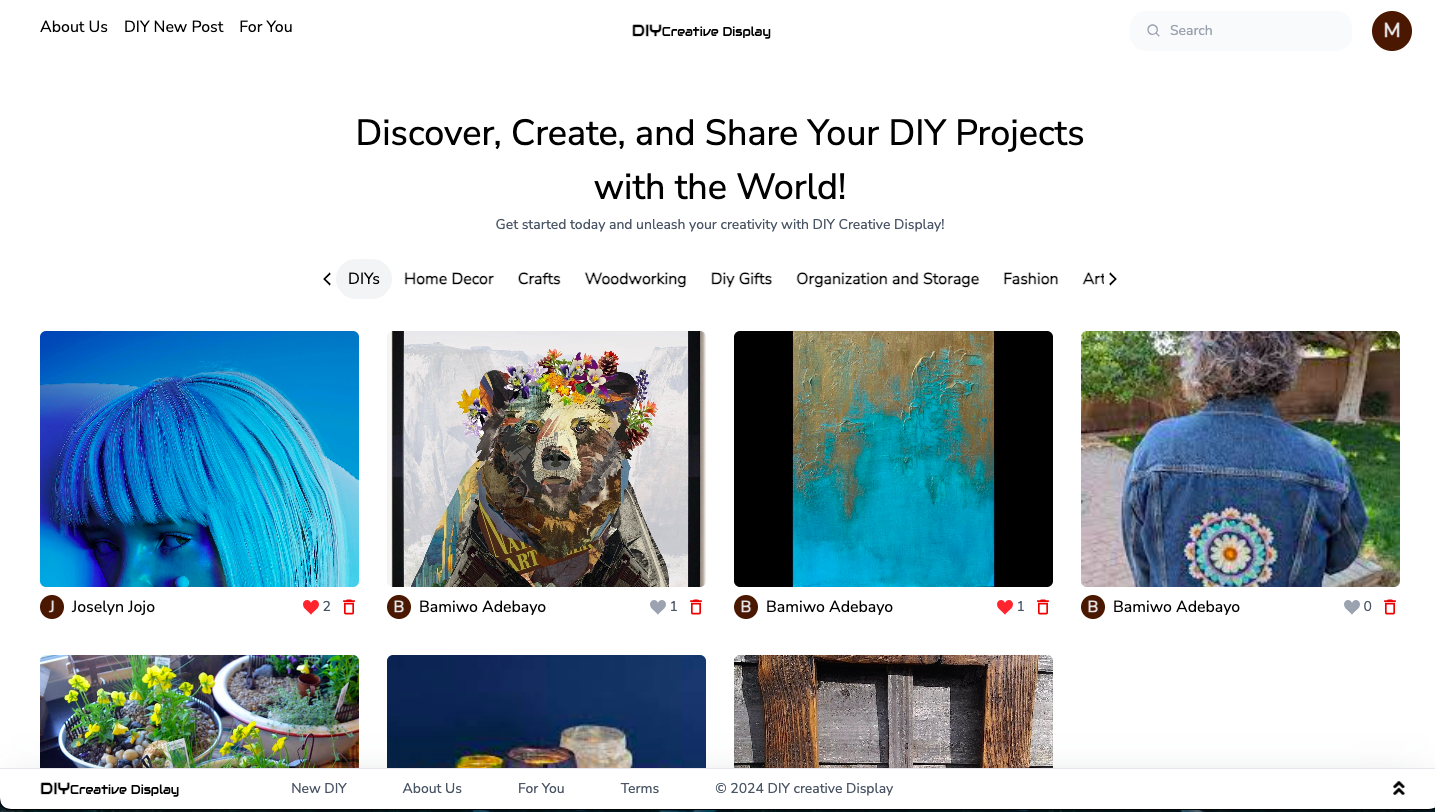 About Us DIY New Post For You DIYCreative Display Search M
Discover, Create, and Share Your DIY Projects
with the World!
Get started today and unleash your creativity with DIY Creative Display!
DIYs Home Decor Crafts Woodworking Diy Gifts Organization and Storage Fashion Art
ART
J Joselyn Jojo 2 B Bamiwo Adebayo 1 B Bamiwo Adebayo 1 B Bamiwo Adebayo 0
DIYCreative Display New DIY About Us For You Terms © 2024 DIY creative Display